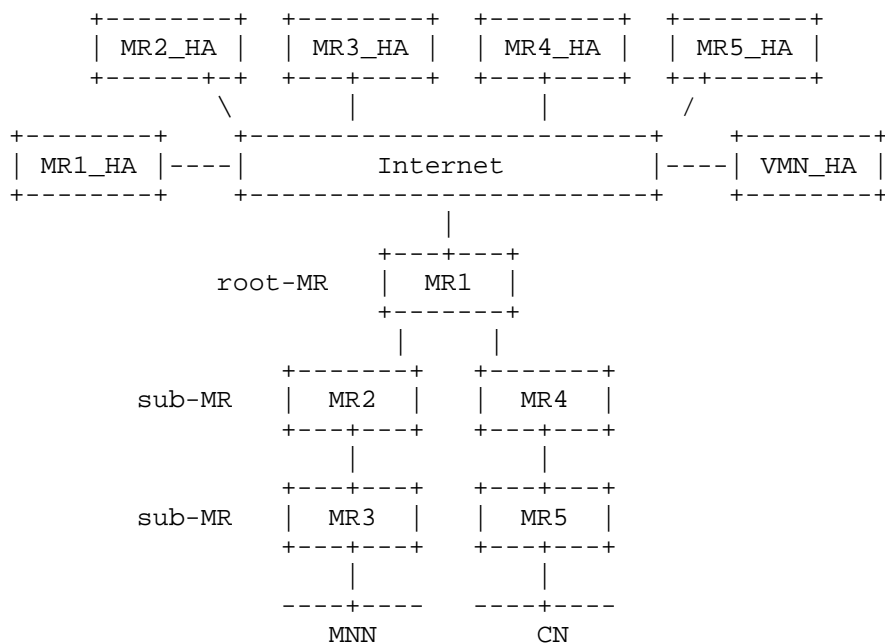 MR2_HA MR3_HA MR4_HA MR5_HA
MR1_HA Internet VMN_HA
root-MR MR1
sub-MR MR2 MR4
sub-MR MR3 MR5
MNN CN